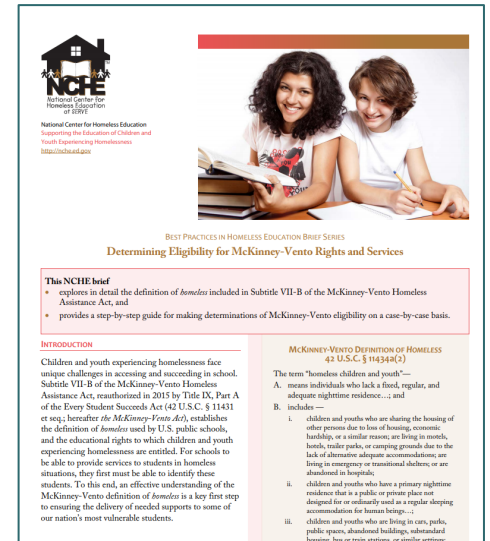 NCHE
National Center for
Homeless Education
at SERVE
National Center for Homeless Education
Supporting the Education of Children and
Youth Experiencing Homelessness
http://nche.ed.gov
BEST PRACTICES IN HOMELESS EDUCATION BRIEF SERIES
Determining Eligibility for McKinney-Vento Rights and Services
This NCHE brief
• explores in detail the definition of homeless included in Subtitle VII-B of the McKinney-Vento Homeless
Assistance Act, and
• provides a step-by-step guide for making determinations of McKinney-Vento eligibility on a case-by-case basis.
INTRODUCTION
Children and youth experiencing homelessness face
unique challenges in accessing and succeeding in school.
Subtitle VII-B of the McKinney-Vento Homeless
Assistance Act, reauthorized in 2015 by Title IX, Part A
of the Every Student Succeeds Act (42 U.S.C. § 11431
et seq.; hereafter the McKinney-Vento Act), establishes
the definition of homeless used by U.S. public schools,
and the educational rights to which children and youth
experiencing homelessness are entitled. For schools to
be able to provide services to students in homeless
situations, they first must be able to identify these
students. To this end, an effective understanding of the
McKinney-Vento definition of homeless is a key first step
to ensuring the delivery of needed supports to some of
our nation's most vulnerable students.
MCKINNEY-VENTO DEFINITION OF HOMELESS
42 U.S.C. § 11434a(2)
The term "homeless children and youth"—
A. means individuals who lack a fixed, regular, and
adequate nighttime residence…; and
B. includes —
i. children and youths who are sharing the housing of
other persons due to loss of housing, economic
hardship, or a similar reason; are living in motels,
hotels, trailer parks, or camping grounds due to the
lack of alternative adequate accommodations; are
living in emergency or transitional shelters; or are
abandoned in hospitals;
ii. children and youths who have a primary nighttime
residence that is a public or private place not
designed for or ordinarily used as a regular sleeping
accommodation for human beings…;
iii. children and youths who are living in cars, parks,
public spaces, abandoned buildings, substandard
housing, bus or train stations, or similar settings;